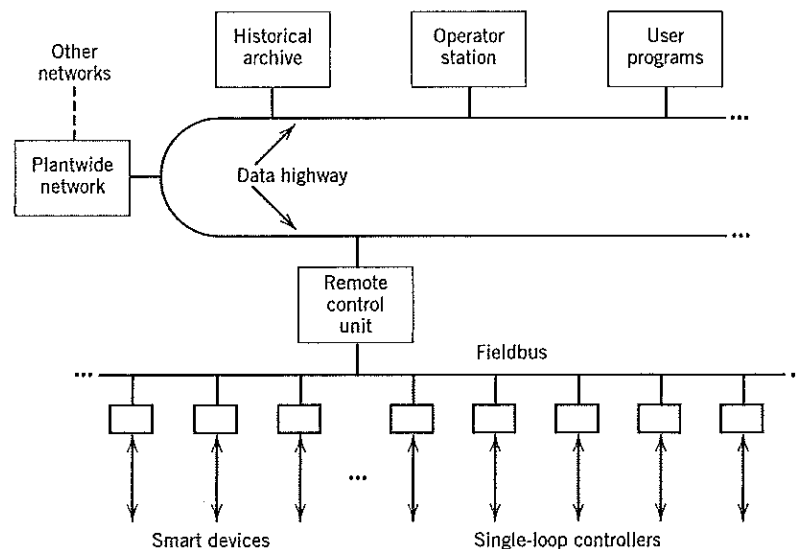 Historical
archive
Operator
station
User
programs
Other
networks
...
Plantwide
network
Data highway
...
Remote
control
unit
Fieldbus
...
...
...
Smart devices
Single-loop controllers